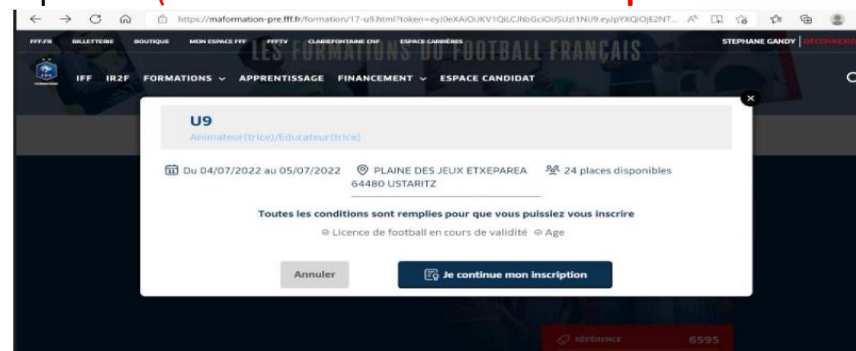 https://maformation-pre.fff.fr/formation/17-u9.html?token=eyJ0eXAiOiJKV1QiLCJhbGciOiJSUzI1NiJ9.eyJpYXQiOjE2NT...
FFF.FR BILLETTERIE BOUTIQUE MON ESPACE FFF FFFTV CLAIREFONTAINE CNF ESPACE CARRIÈRES STEPHANE GANDY | DÉCONNEXION
LES FORMATIONS DU FOOTBALL FRANÇAIS
IFF IR2F FORMATIONS APPRENTISSAGE FINANCEMENT ESPACE CANDIDAT
U9
Animateur(trice)/Educateur(trice)
Du 04/07/2022 au 05/07/2022 PLAINE DES JEUX ETXEPAREA 24 places disponibles
64480 USTARITZ
Toutes les conditions sont remplies pour que vous puissiez vous inscrire
Licence de football en cours de validité Age
Annuler Je continue mon inscription
RÉFÉRENCE 6595